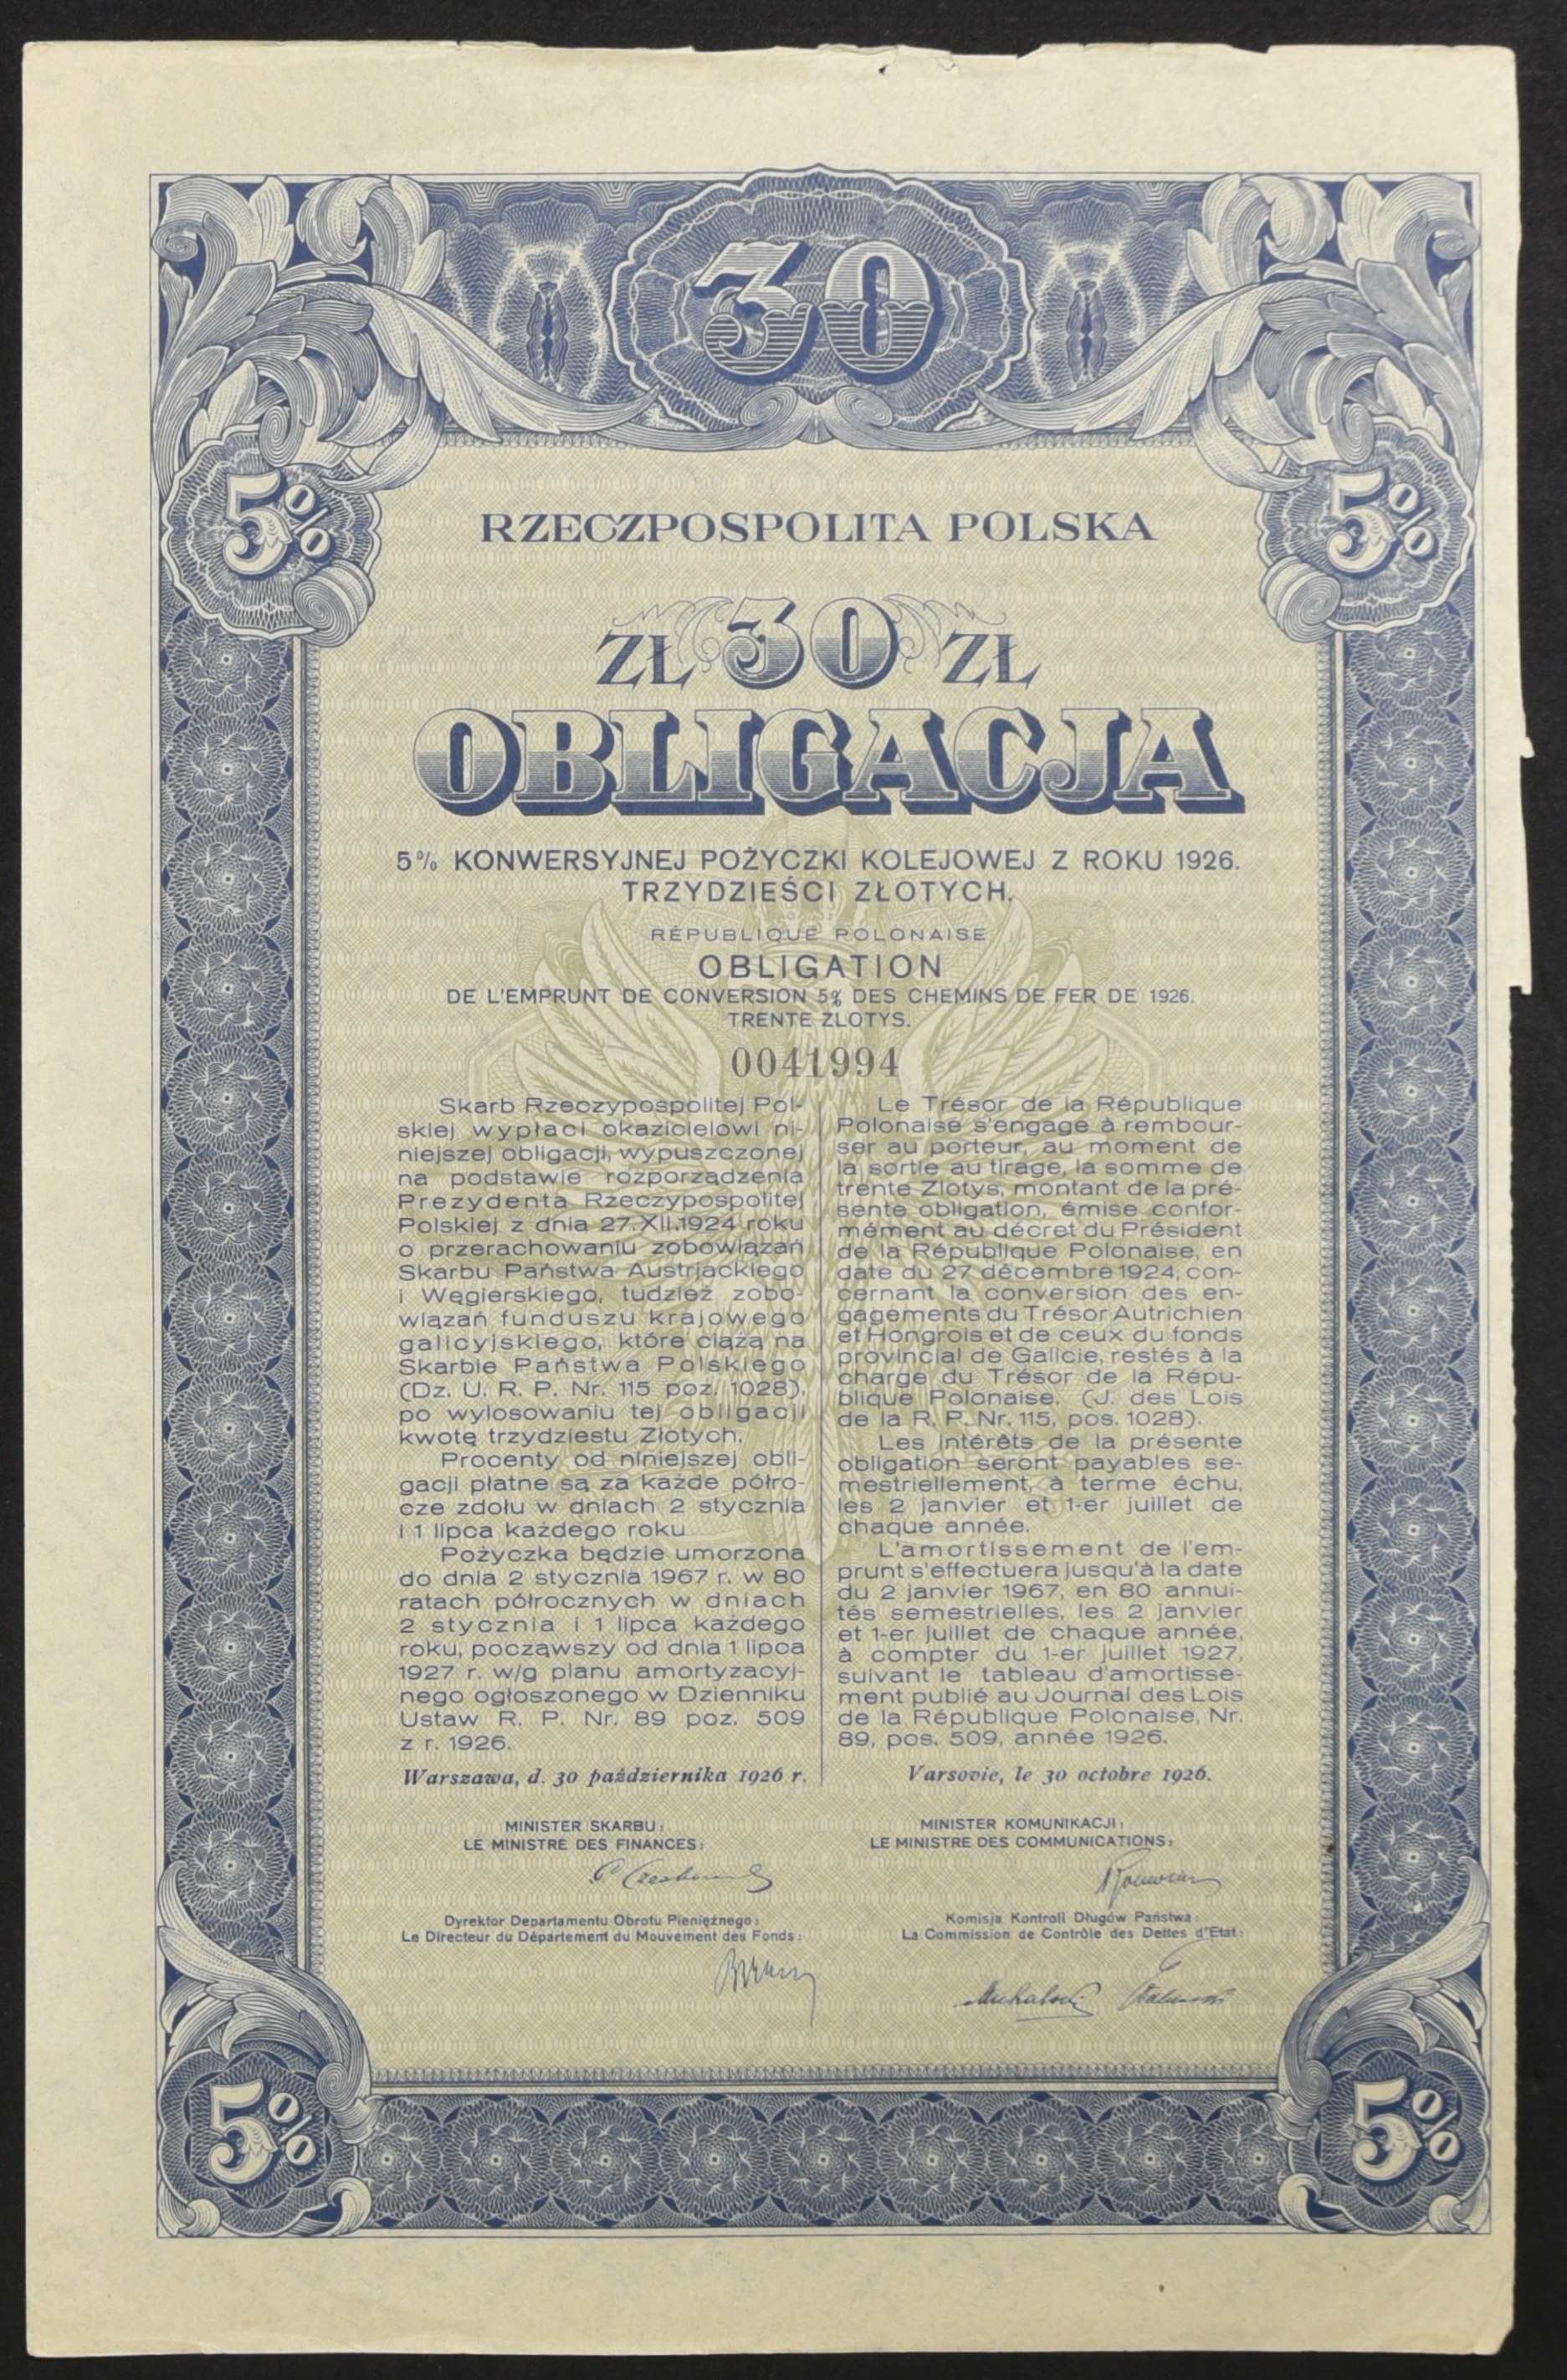 30
5%
5%
RZECZPOSPOLITA POLSKA
ZŁ 30 ZŁ
OBLIGACJA
5% KONWERSYJNEJ POŻYCZKI KOLEJOWEJ Z ROKU 1926.
TRZYDZIEŚCI ZŁOTYCH.
RÉPUBLIQUE POLONAISE
OBLIGATION
DE L'EMPRUNT DE CONVERSION 5% DES CHEMINS DE FER DE 1926.
TRENTE ZLOTYS.
0041994
Skarb Rzeczypospolitej Pol-
skiej wypłaci okazicielowi ni-
niejszej obligacji, wypuszczonej
na podstawie rozporządzenia
Prezydenta Rzeczypospolitej
Polskiej z dnia 27.XII.1924 roku
o przerachowaniu zobowiązań
Skarbu Państwa Austrjackiego
i Węgierskiego, tudzież zobo-
wiązań funduszu krajowego
galicyjskiego, które ciążą na
Skarbie Państwa Polskiego
(Dz. U. R. P. Nr. 115 poz. 1028),
po wylosowaniu tej obligacji
kwotę trzydziestu Złotych.
Procenty od niniejszej obli-
gacji płatne są za każde półro-
cze zdołu w dniach 2 stycznia
i 1 lipca każdego roku
Pożyczka będzie umorzona
do dnia 2 stycznia 1967 r. w 80
ratach półrocznych w dniach
2 stycznia i 1 lipca każdego
roku, począwszy od dnia 1 lipca
1927 r. w/g planu amortyzacyj-
nego ogłoszonego w Dzienniku
Ustaw R. P. Nr. 89 poz. 509
z r. 1926.
Warszawa, d. 30 października 1926 r.
Le Trésor de la République
Polonaise s'engage à rembour-
ser au porteur, au moment de
la sortie au tirage, la somme de
trente Zlotys, montant de la pré-
sente obligation, émise confor-
mément au décret du Président
de la République Polonaise, en
date du 27 décembre 1924, con-
cernant la conversion des en-
gagements du Trésor Autrichien
et Hongrois et de ceux du fonds
provincial de Galicie, restés à la
charge du Trésor de la Répu-
blique Polonaise. (J. des Lois
de la R. P. Nr. 115, pos. 1028).
Les intérêts de la présente
obligation seront payables se-
mestriellement, à terme échu,
les 2 janvier et 1-er juillet de
chaque année.
L'amortissement de l'em-
prunt s'effectuera jusqu'à la date
du 2 janvier 1967, en 80 annui-
tés semestrielles, les 2 janvier
et 1-er juillet de chaque année,
à compter du 1-er juillet 1927,
suivant le tableau d'amortisse-
ment publié au Journal des Lois
de la République Polonaise, Nr.
89, pos. 509, année 1926.
Varsovie, le 30 octobre 1926.
MINISTER SKARBU:
LE MINISTRE DES FINANCES:
MINISTER KOMUNIKACJI:
LE MINISTRE DES COMMUNICATIONS:
Dyrektor Departamentu Obrotu Pieniężnego:
Le Directeur du Département du Mouvement des Fonds:
Komisja Kontroli Długów Państwa:
La Commission de Contrôle des Dettes d'Etat:
5%
5%